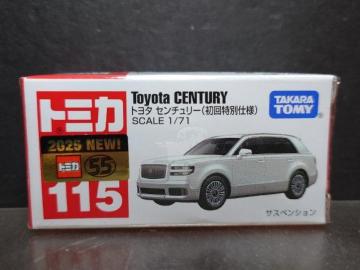 Toyota CENTURY
トヨタ センチュリー(初回特別仕様)
SCALE 1/71
TAKARA TOMY
トミカ
2025 NEW!
トミカ 55
115
サスペンション